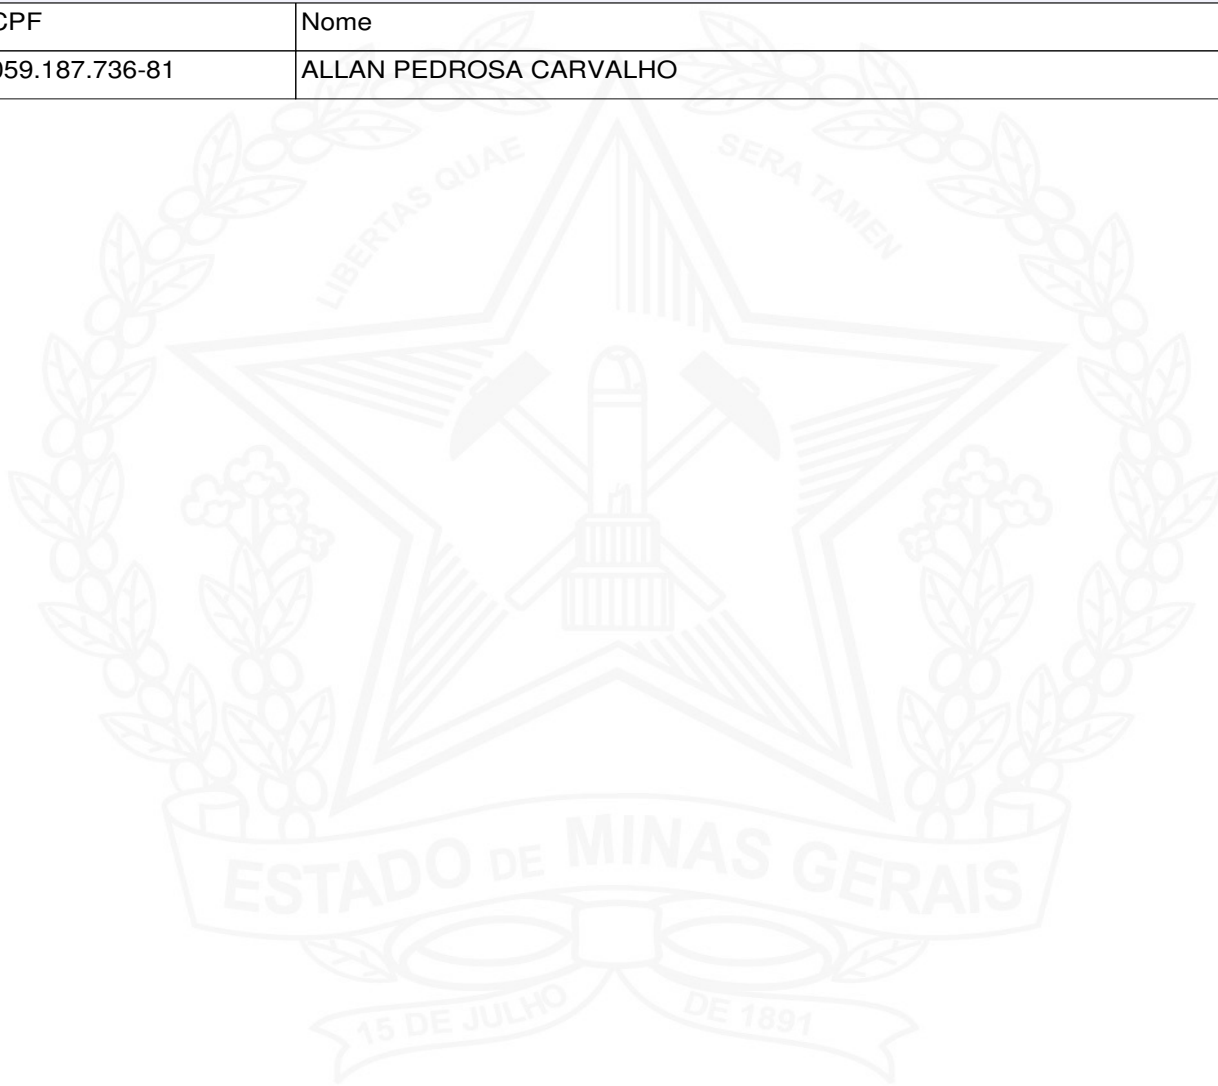 CPF Nome
059.187.736-81 ALLAN PEDROSA CARVALHO
LIBERTAS QUAE SERA TAMEN
ESTADO DE MINAS GERAIS
15 DE JULHO DE 1891